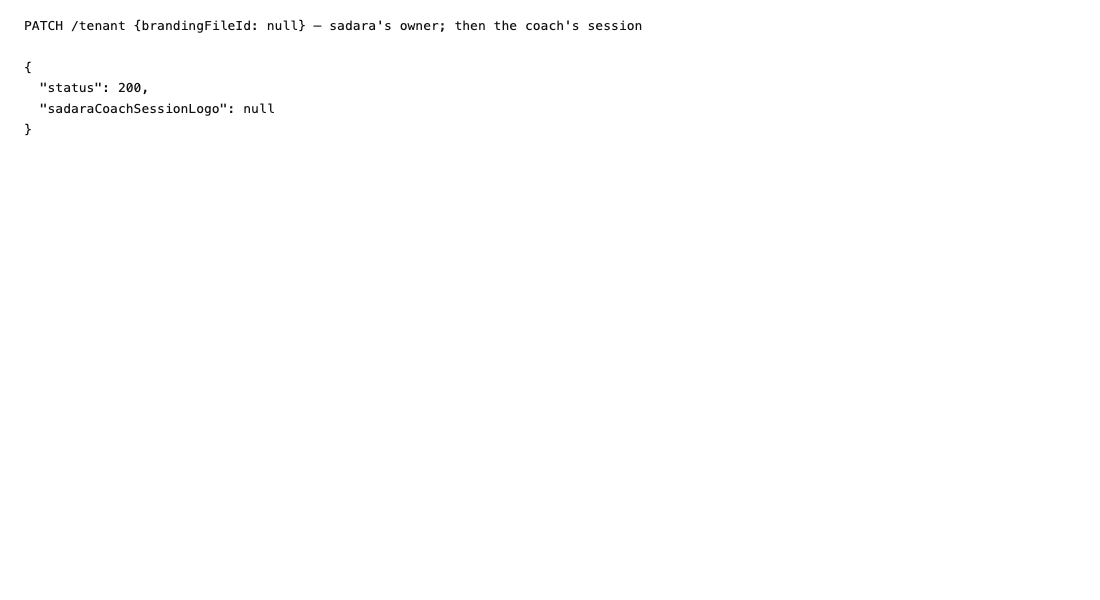 PATCH /tenant {brandingFileId: null} — sadara's owner; then the coach's session
{
  "status": 200,
  "sadaraCoachSessionLogo": null
}